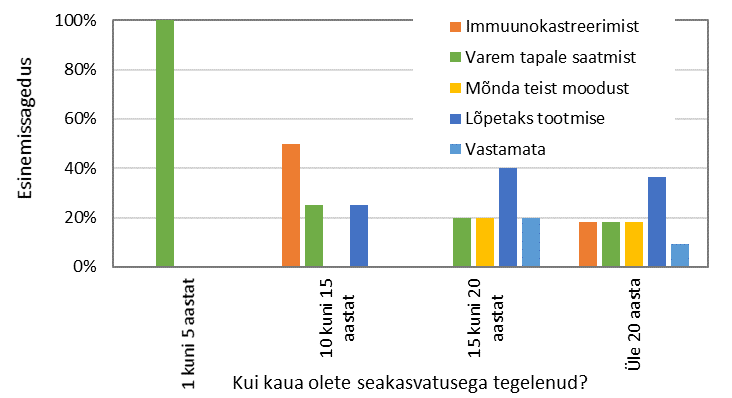 Esinemissagedus
100%
80%
60%
40%
20%
0%
Immuunokastreerimist
Varem tapale saatmist
Mõnda teist moodust
Lõpetaks tootmise
Vastamata
1 kuni 5 aastat
10 kuni 15
aastat
15 kuni 20
aastat
Üle 20 aasta
Kui kaua olete seakasvatusega tegelenud?